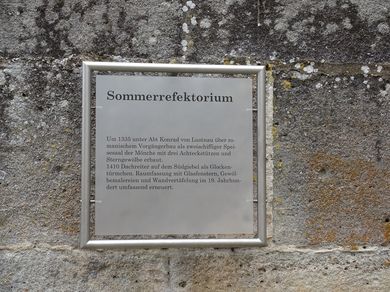 Sommerrefektorium
Um 1335 unter Abt Konrad von Lustnau über ro-
manischem Vorgängerbau als zweischiffiger Spei-
sesaal der Mönche mit drei Achteckstützen und
Sterngewölbe erbaut.
1410 Dachreiter auf dem Südgiebel als Glocken-
türmchen. Raumfassung mit Glasfenstern, Gewöl-
bemalereien und Wandvertäfelung im 19. Jahrhun-
dert umfassend erneuert.